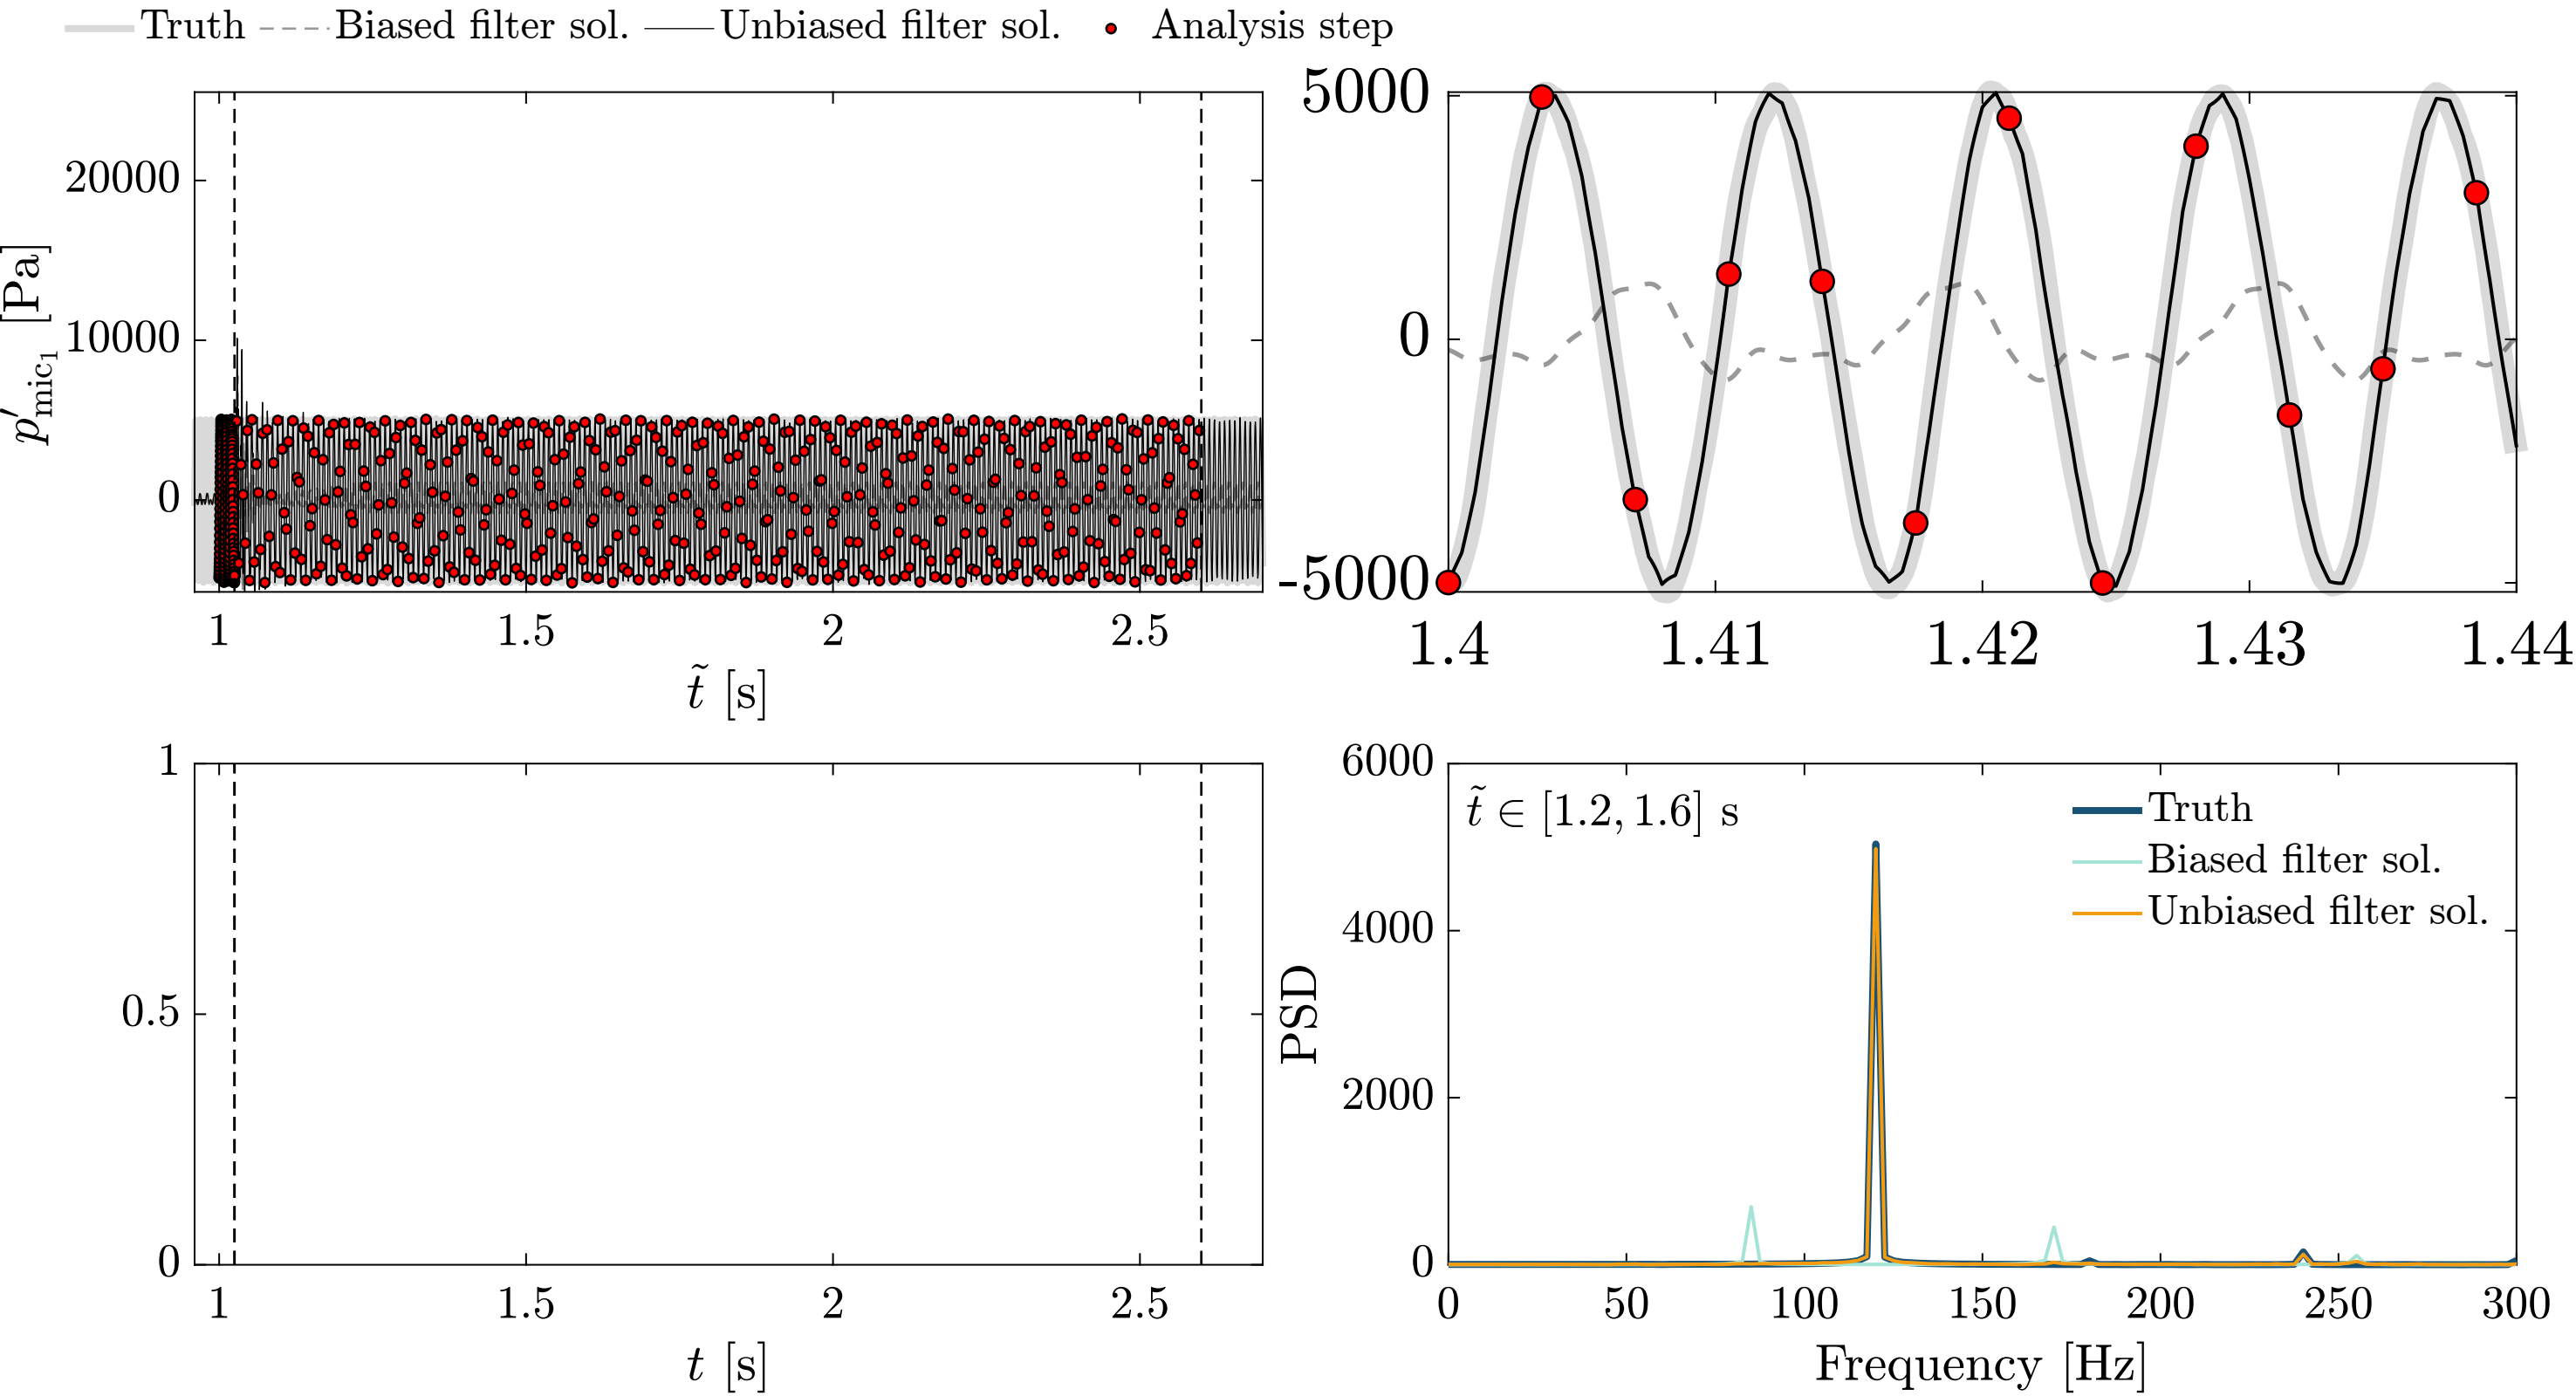 Truth Biased filter sol. Unbiased filter sol. Analysis step
20000
10000
0
p′mic1 [Pa]
1 1.5 2 2.5
t̃ [s]
5000
0
-5000
1.4 1.41 1.42 1.43 1.44
1
0.5
0
1 1.5 2 2.5
t [s]
6000
4000
2000
0
PSD
t̃ ∈ [1.2, 1.6] s
Truth
Biased filter sol.
Unbiased filter sol.
0 50 100 150 200 250 300
Frequency [Hz]